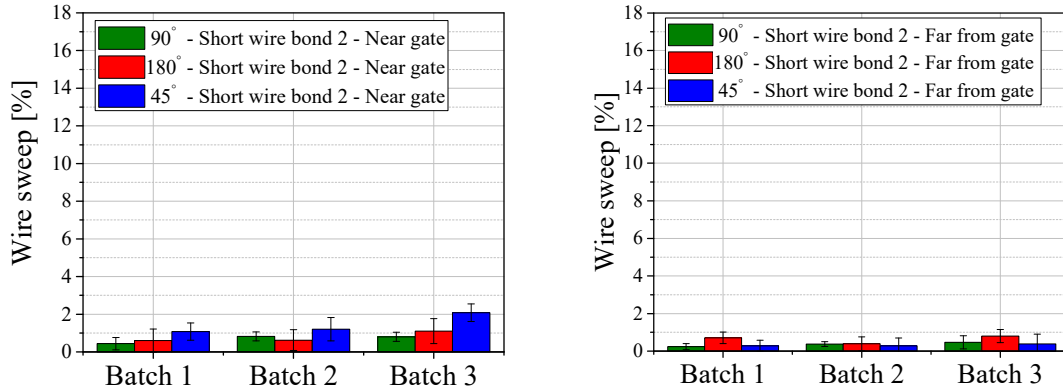 18
16
14
12
10
8
6
4
2
0
Wire sweep [%]
90° - Short wire bond 2 - Near gate
180° - Short wire bond 2 - Near gate
45° - Short wire bond 2 - Near gate
Batch 1 Batch 2 Batch 3
18
16
14
12
10
8
6
4
2
0
Wire sweep [%]
90° - Short wire bond 2 - Far from gate
180° - Short wire bond 2 - Far from gate
45° - Short wire bond 2 - Far from gate
Batch 1 Batch 2 Batch 3